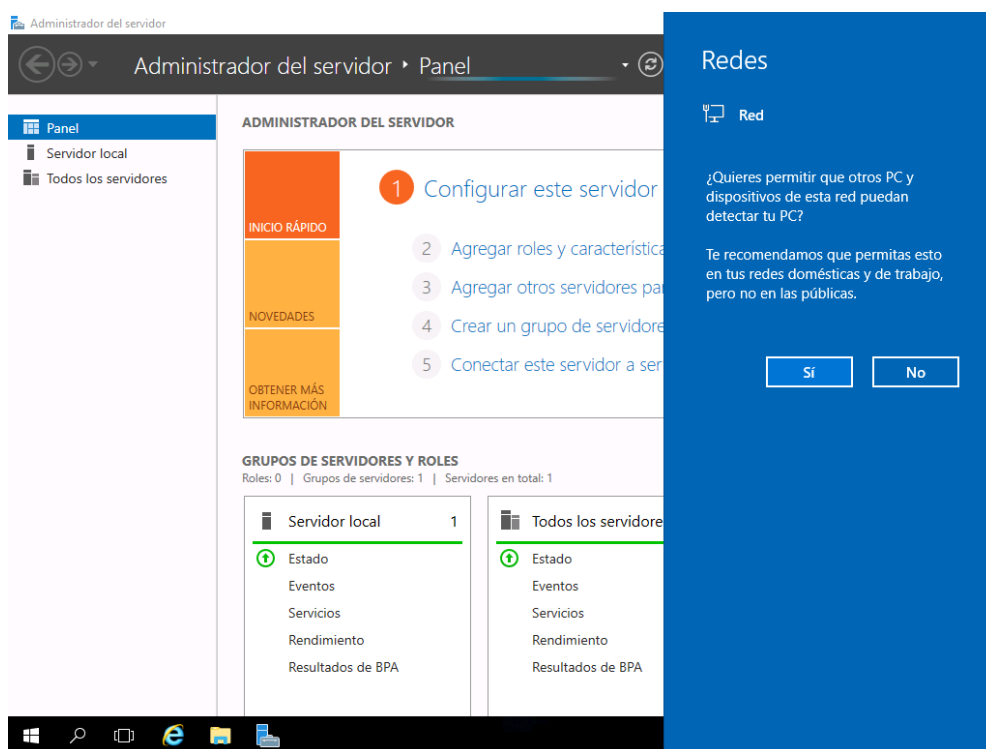 Administrador del servidor
Administrador del servidor ‣ Panel
Panel
Servidor local
Todos los servidores
ADMINISTRADOR DEL SERVIDOR
INICIO RÁPIDO
NOVEDADES
OBTENER MÁS
INFORMACIÓN
1 Configurar este servidor
2 Agregar roles y característica
3 Agregar otros servidores par
4 Crear un grupo de servidore
5 Conectar este servidor a ser
GRUPOS DE SERVIDORES Y ROLES
Roles: 0 | Grupos de servidores: 1 | Servidores en total: 1
Servidor local 1
Estado
Eventos
Servicios
Rendimiento
Resultados de BPA
Todos los servidore
Estado
Eventos
Servicios
Rendimiento
Resultados de BPA
Redes
Red
¿Quieres permitir que otros PC y
dispositivos de esta red puedan
detectar tu PC?
Te recomendamos que permitas esto
en tus redes domésticas y de trabajo,
pero no en las públicas.
Sí No